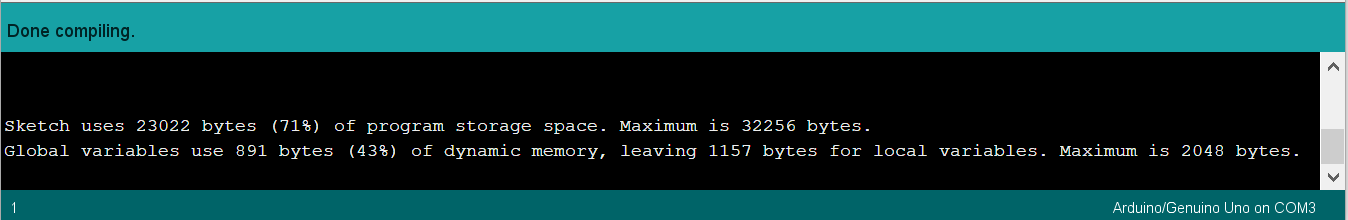 Done compiling.
Sketch uses 23022 bytes (71%) of program storage space. Maximum is 32256 bytes.
Global variables use 891 bytes (43%) of dynamic memory, leaving 1157 bytes for local variables. Maximum is 2048 bytes.
1 Arduino/Genuino Uno on COM3